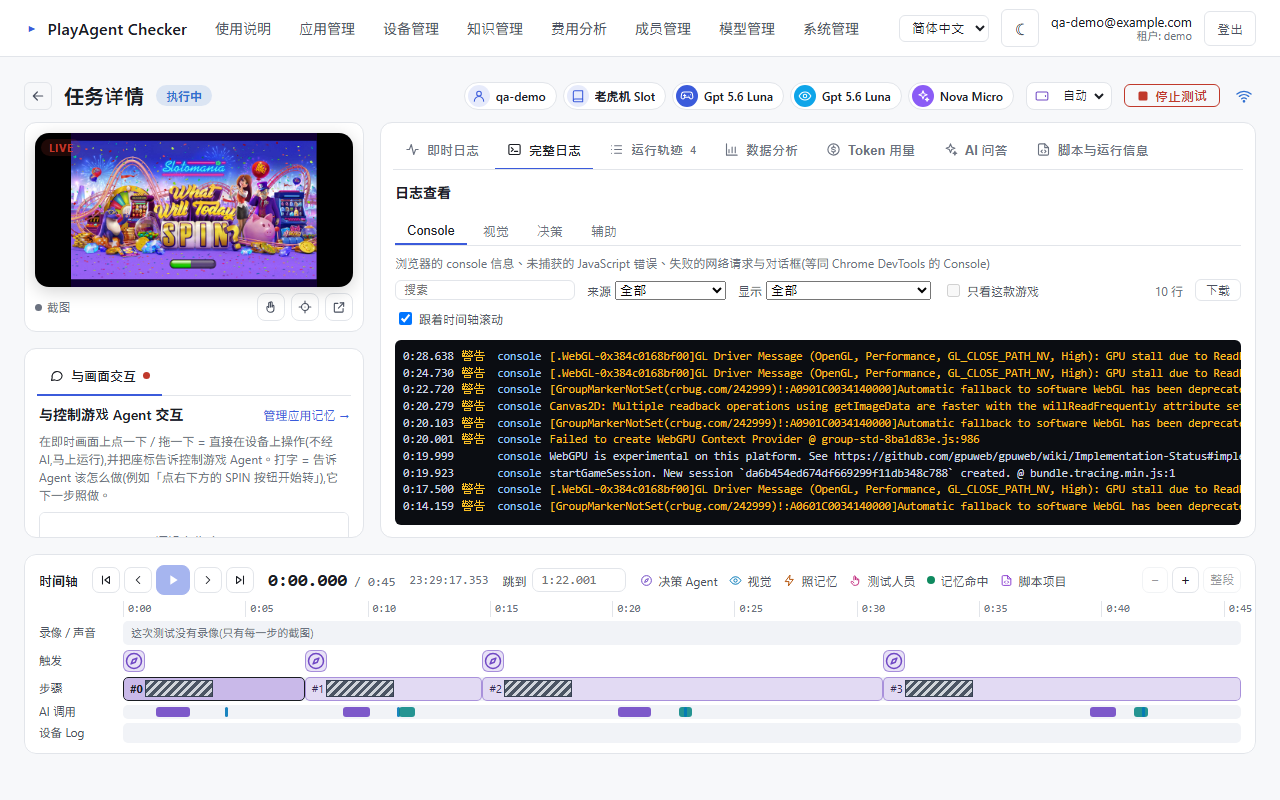 PlayAgent Checker
使用说明
应用管理
设备管理
知识管理
费用分析
成员管理
模型管理
系统管理
简体中文
qa-demo@example.com
租户: demo
登出
任务详情
执行中
qa-demo
老虎机 Slot
Gpt 5.6 Luna
Gpt 5.6 Luna
Nova Micro
自动
停止测试
LIVE
Slotomania
What Will Today SPIN?
截图
与画面交互
与控制游戏 Agent 交互
管理应用记忆 →
在即时画面上点一下 / 拖一下 = 直接在设备上操作(不经
AI,马上运行),并把座标告诉控制游戏 Agent。打字 = 告诉
Agent 该怎么做(例如「点右下方的 SPIN 按钮开始转」),它
下一步照做。
即时日志
完整日志
运行轨迹 4
数据分析
Token 用量
AI 问答
脚本与运行信息
日志查看
Console
视觉
决策
辅助
浏览器的 console 信息、未捕获的 JavaScript 错误、失败的网络请求与对话框(等同 Chrome DevTools 的 Console)
搜索
来源 全部
显示 全部
只看这款游戏
10 行
下载
跟着时间轴滚动
0:28.638 警告 console [.WebGL-0x384c0168bf00]GL Driver Message (OpenGL, Performance, GL_CLOSE_PATH_NV, High): GPU stall due to Read
0:24.730 警告 console [.WebGL-0x384c0168bf00]GL Driver Message (OpenGL, Performance, GL_CLOSE_PATH_NV, High): GPU stall due to Read
0:22.720 警告 console [GroupMarkerNotSet(crbug.com/242999)!:A0901C0034140000]Automatic fallback to software WebGL has been deprecate
0:20.279 警告 console Canvas2D: Multiple readback operations using getImageData are faster with the willReadFrequently attribute set
0:20.103 警告 console [GroupMarkerNotSet(crbug.com/242999)!:A0901C0034140000]Automatic fallback to software WebGL has been deprecate
0:20.001 警告 console Failed to create WebGPU Context Provider @ group-std-8ba1d83e.js:986
0:19.999 console WebGPU is experimental on this platform. See https://github.com/gpuweb/gpuweb/wiki/Implementation-Status#imple
0:19.923 console startGameSession. New session `da6b454ed674df669299f11db348c788` created. @ bundle.tracing.min.js:1
0:17.500 警告 console [.WebGL-0x384c0168bf00]GL Driver Message (OpenGL, Performance, GL_CLOSE_PATH_NV, High): GPU stall due to Read
0:14.159 警告 console [GroupMarkerNotSet(crbug.com/242999)!:A0601C0034140000]Automatic fallback to software WebGL has been deprecate
时间轴
0:00.000 / 0:45
23:29:17.353
跳到
1:22.001
决策 Agent
视觉
照记忆
测试人员
记忆命中
脚本项目
−
+
整段
0:00
0:05
0:10
0:15
0:20
0:25
0:30
0:35
0:40
0:45
录像 / 声音
这次测试没有录像(只有每一步的截图)
触发
步骤
#0
#1
#2
#3
AI 调用
设备 Log